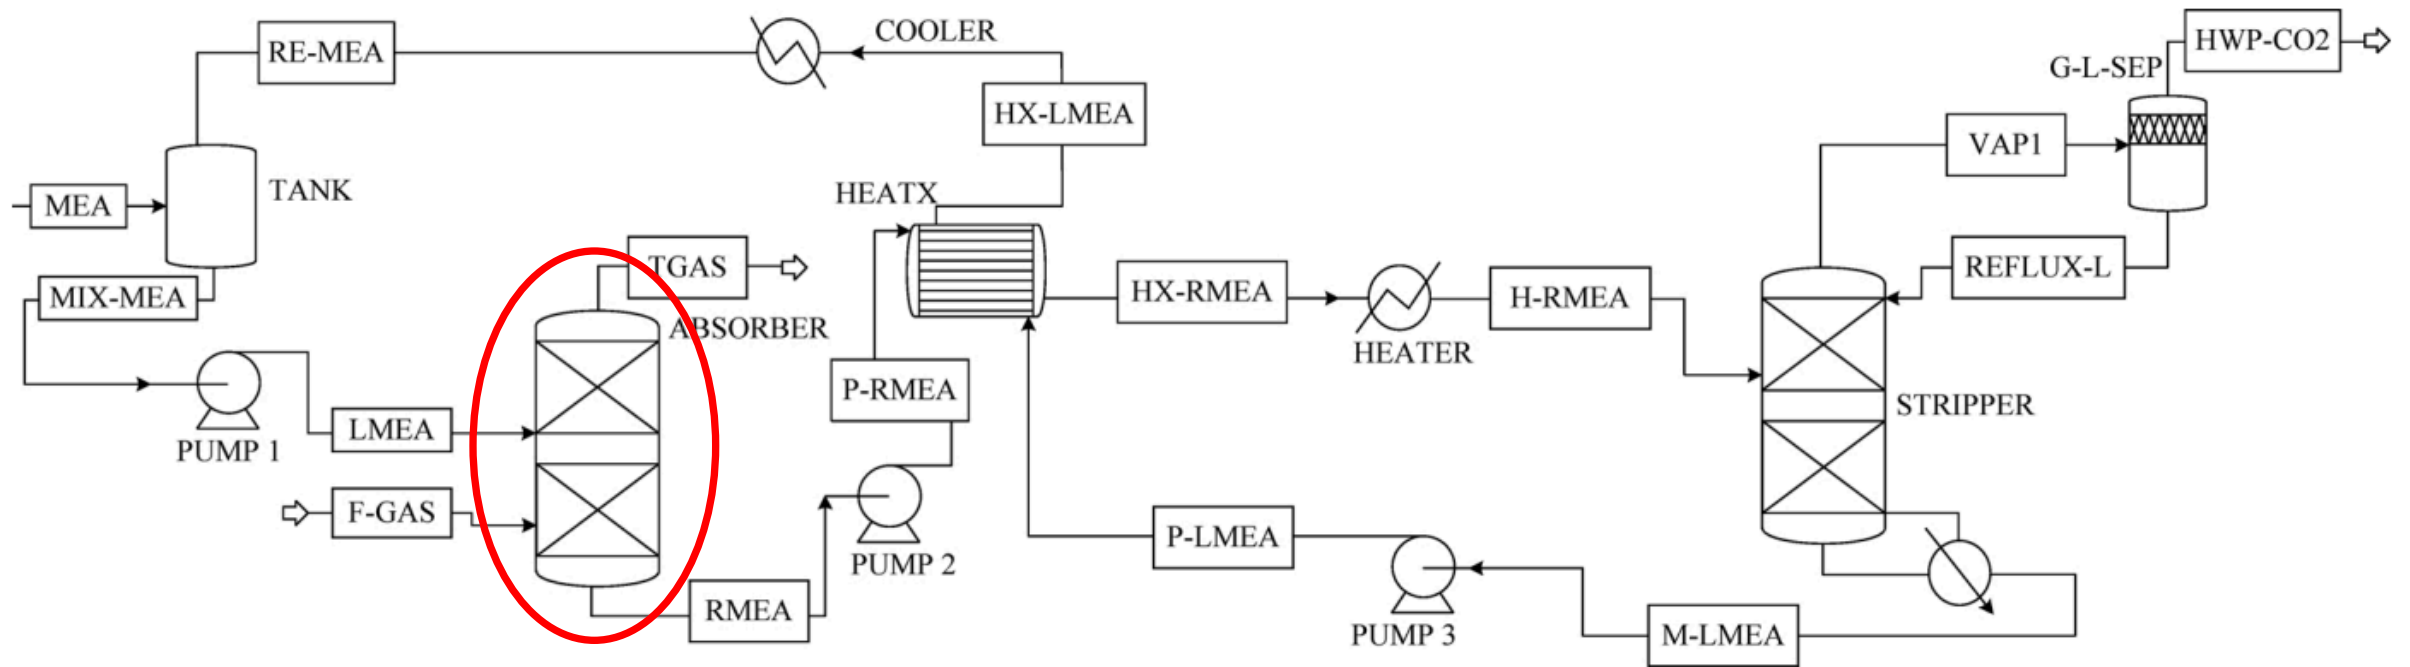 RE-MEA
COOLER
HWP-CO2
G-L-SEP
HX-LMEA
VAP1
MEA
TANK
HEATX
TGAS
MIX-MEA
REFLUX-L
HX-RMEA
H-RMEA
ABSORBER
HEATER
P-RMEA
STRIPPER
LMEA
PUMP 1
F-GAS
P-LMEA
PUMP 2
RMEA
PUMP 3
M-LMEA